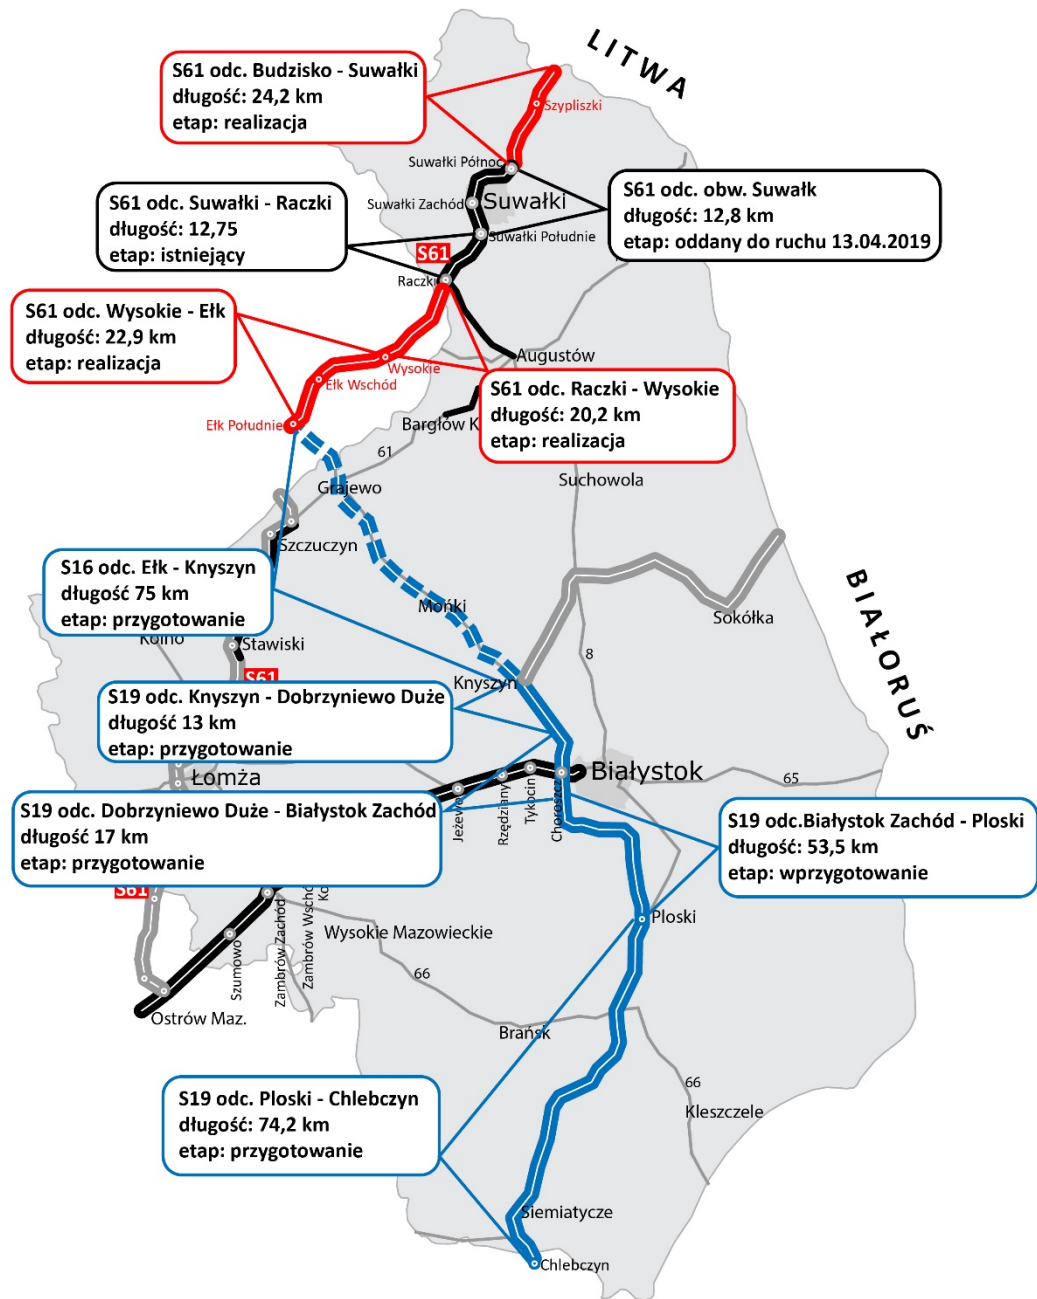 LITWA
S61 odc. Budzisko - Suwałki
długość: 24,2 km
etap: realizacja
Szypliszki
Suwałki Północ
S61 odc. Suwałki - Raczki
długość: 12,75
etap: istniejący
Suwałki Zachód
Suwałki
Suwałki Południe
S61 odc. obw. Suwałk
długość: 12,8 km
etap: oddany do ruchu 13.04.2019
S61
Raczki
S61 odc. Wysokie - Ełk
długość: 22,9 km
etap: realizacja
Wysokie
Augustów
Ełk Wschód
S61 odc. Raczki - Wysokie
długość: 20,2 km
etap: realizacja
Ełk Południe
Bargłów K
61
Suchowola
Grajewo
Szczuczyn
S16 odc. Ełk - Knyszyn
długość 75 km
etap: przygotowanie
BIAŁORUŚ
Mońki
Sokółka
Kolno
Stawiski
8
S61
Knyszyn
S19 odc. Knyszyn - Dobrzyniewo Duże
długość 13 km
etap: przygotowanie
Łomża
Białystok
65
Jeżewo
Rzędziany
Tykocin
Choroszcz
S19 odc. Dobrzyniewo Duże - Białystok Zachód
długość 17 km
etap: przygotowanie
S19 odc.Białystok Zachód - Ploski
długość: 53,5 km
etap: wprzygotowanie
S61
Ploski
Szumowo
Zambrów Zachód
Zambrów Wschó
Ko
Wysokie Mazowieckie
66
Ostrów Maz.
Brańsk
S19 odc. Ploski - Chlebczyn
długość: 74,2 km
etap: przygotowanie
66
Kleszczele
Siemiatycze
Chlebczyn